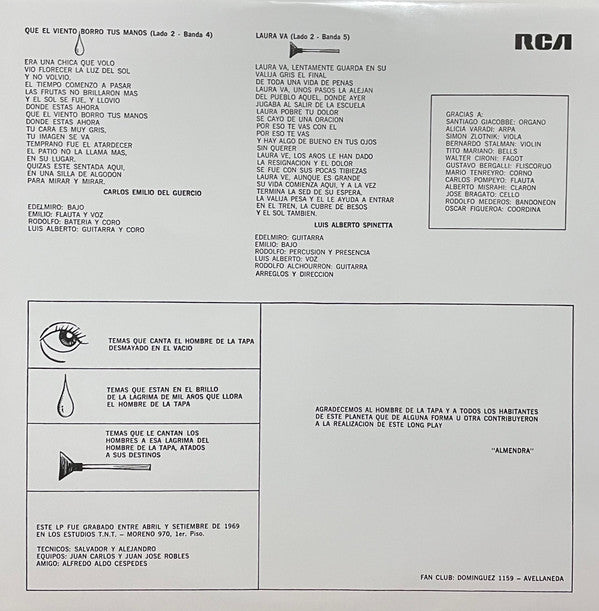 QUE EL VIENTO BORRO TUS MANOS (Lado 2 - Banda 4)
ERA UNA CHICA QUE VOLO
VIO FLORECER LA LUZ DEL SOL
Y NO VOLVIO.
EL TIEMPO COMENZO A PASAR
LAS FRUTAS NO BRILLARON MAS
Y EL SOL SE FUE, Y LLOVIO
DONDE ESTAS AHORA
QUE EL VIENTO BORRO TUS MANOS
DONDE ESTAS AHORA
TU CARA ES MUY GRIS,
TU IMAGEN SE VA
TEMPRANO FUE EL ATARDECER
EL PATIO NO LA LLAMA MAS,
EN SU LUGAR.
QUIZAS ESTE SENTADA AQUI,
EN UNA SILLA DE ALGODON
PARA MIRAR Y MIRAR.
CARLOS EMILIO DEL GUERCIO
EDELMIRO: BAJO
EMILIO: FLAUTA Y VOZ
RODOLFO: BATERIA Y CORO
LUIS ALBERTO: GUITARRA Y CORO
LAURA VA (Lado 2 - Banda 5)
LAURA VA, LENTAMENTE GUARDA EN SU
VALIJA GRIS EL FINAL
DE TODA UNA VIDA DE PENAS
LAURA VA, UNOS PASOS LA ALEJAN
DEL PUEBLO AQUEL, DONDE AYER
JUGABA AL SALIR DE LA ESCUELA
LAURA POBRE TU DOLOR
SE CAYO DE UNA ORACION
POR ESO TE VAS CON EL
POR ESO TE VAS
Y HAY ALGO DE BUENO EN TUS OJOS
SIN QUERER
LAURA VE, LOS AÑOS LE HAN DADO
LA RESIGNACION Y EL DOLOR
SE FUE CON SUS POCAS TIBIEZAS
LAURA VE, AUNQUE ES GRANDE
SU VIDA COMIENZA AQUI, Y A LA VEZ
TERMINA LA SED DE SU ESPERA.
LA VALIJA PESA Y EL LE AYUDA A ENTRAR
EN EL TREN, LA CUBRE DE BESOS
Y EL SOL TAMBIEN.
LUIS ALBERTO SPINETTA
EDELMIRO: GUITARRA
EMILIO: BAJO
RODOLFO: PERCUSION Y PRESENCIA
LUIS ALBERTO: VOZ
RODOLFO ALCHOURRON: GUITARRA
ARREGLOS Y DIRECCION
RCA
GRACIAS A:
SANTIAGO GIACOBBE: ORGANO
ALICIA VARADI: ARPA
SIMON ZLOTNIK: VIOLA
BERNARDO STALMAN: VIOLIN
TITO MARIANO: BELLS
WALTER CIRONI: FAGOT
GUSTAVO BERGALLI: FLISCORUO
MARIO TENREYRO: CORNO
CARLOS POMPEYO: FLAUTA
ALBERTO MISRAHI: CLARON
JOSE BRAGATO: CELLO
RODOLFO MEDEROS: BANDONEON
OSCAR FIGUEROA: COORDINA
TEMAS QUE CANTA EL HOMBRE DE LA TAPA
DESMAYADO EN EL VACIO
TEMAS QUE ESTAN EN EL BRILLO
DE LA LAGRIMA DE MIL AÑOS QUE LLORA
EL HOMBRE DE LA TAPA
TEMAS QUE LE CANTAN LOS
HOMBRES A ESA LAGRIMA DEL
HOMBRE DE LA TAPA, ATADOS
A SUS DESTINOS
ESTE LP FUE GRABADO ENTRE ABRIL Y SETIEMBRE DE 1969
EN LOS ESTUDIOS T.N.T. - MORENO 970, 1er. Piso.
TECNICOS: SALVADOR Y ALEJANDRO
EQUIPOS: JUAN CARLOS Y JUAN JOSE ROBLES
AMIGO: ALFREDO ALDO CESPEDES
AGRADECEMOS AL HOMBRE DE LA TAPA Y A TODOS LOS HABITANTES
DE ESTE PLANETA QUE DE ALGUNA FORMA U OTRA CONTRIBUYERON
A LA REALIZACION DE ESTE LONG PLAY
"ALMENDRA"
FAN CLUB: DOMINGUEZ 1159 - AVELLANEDA